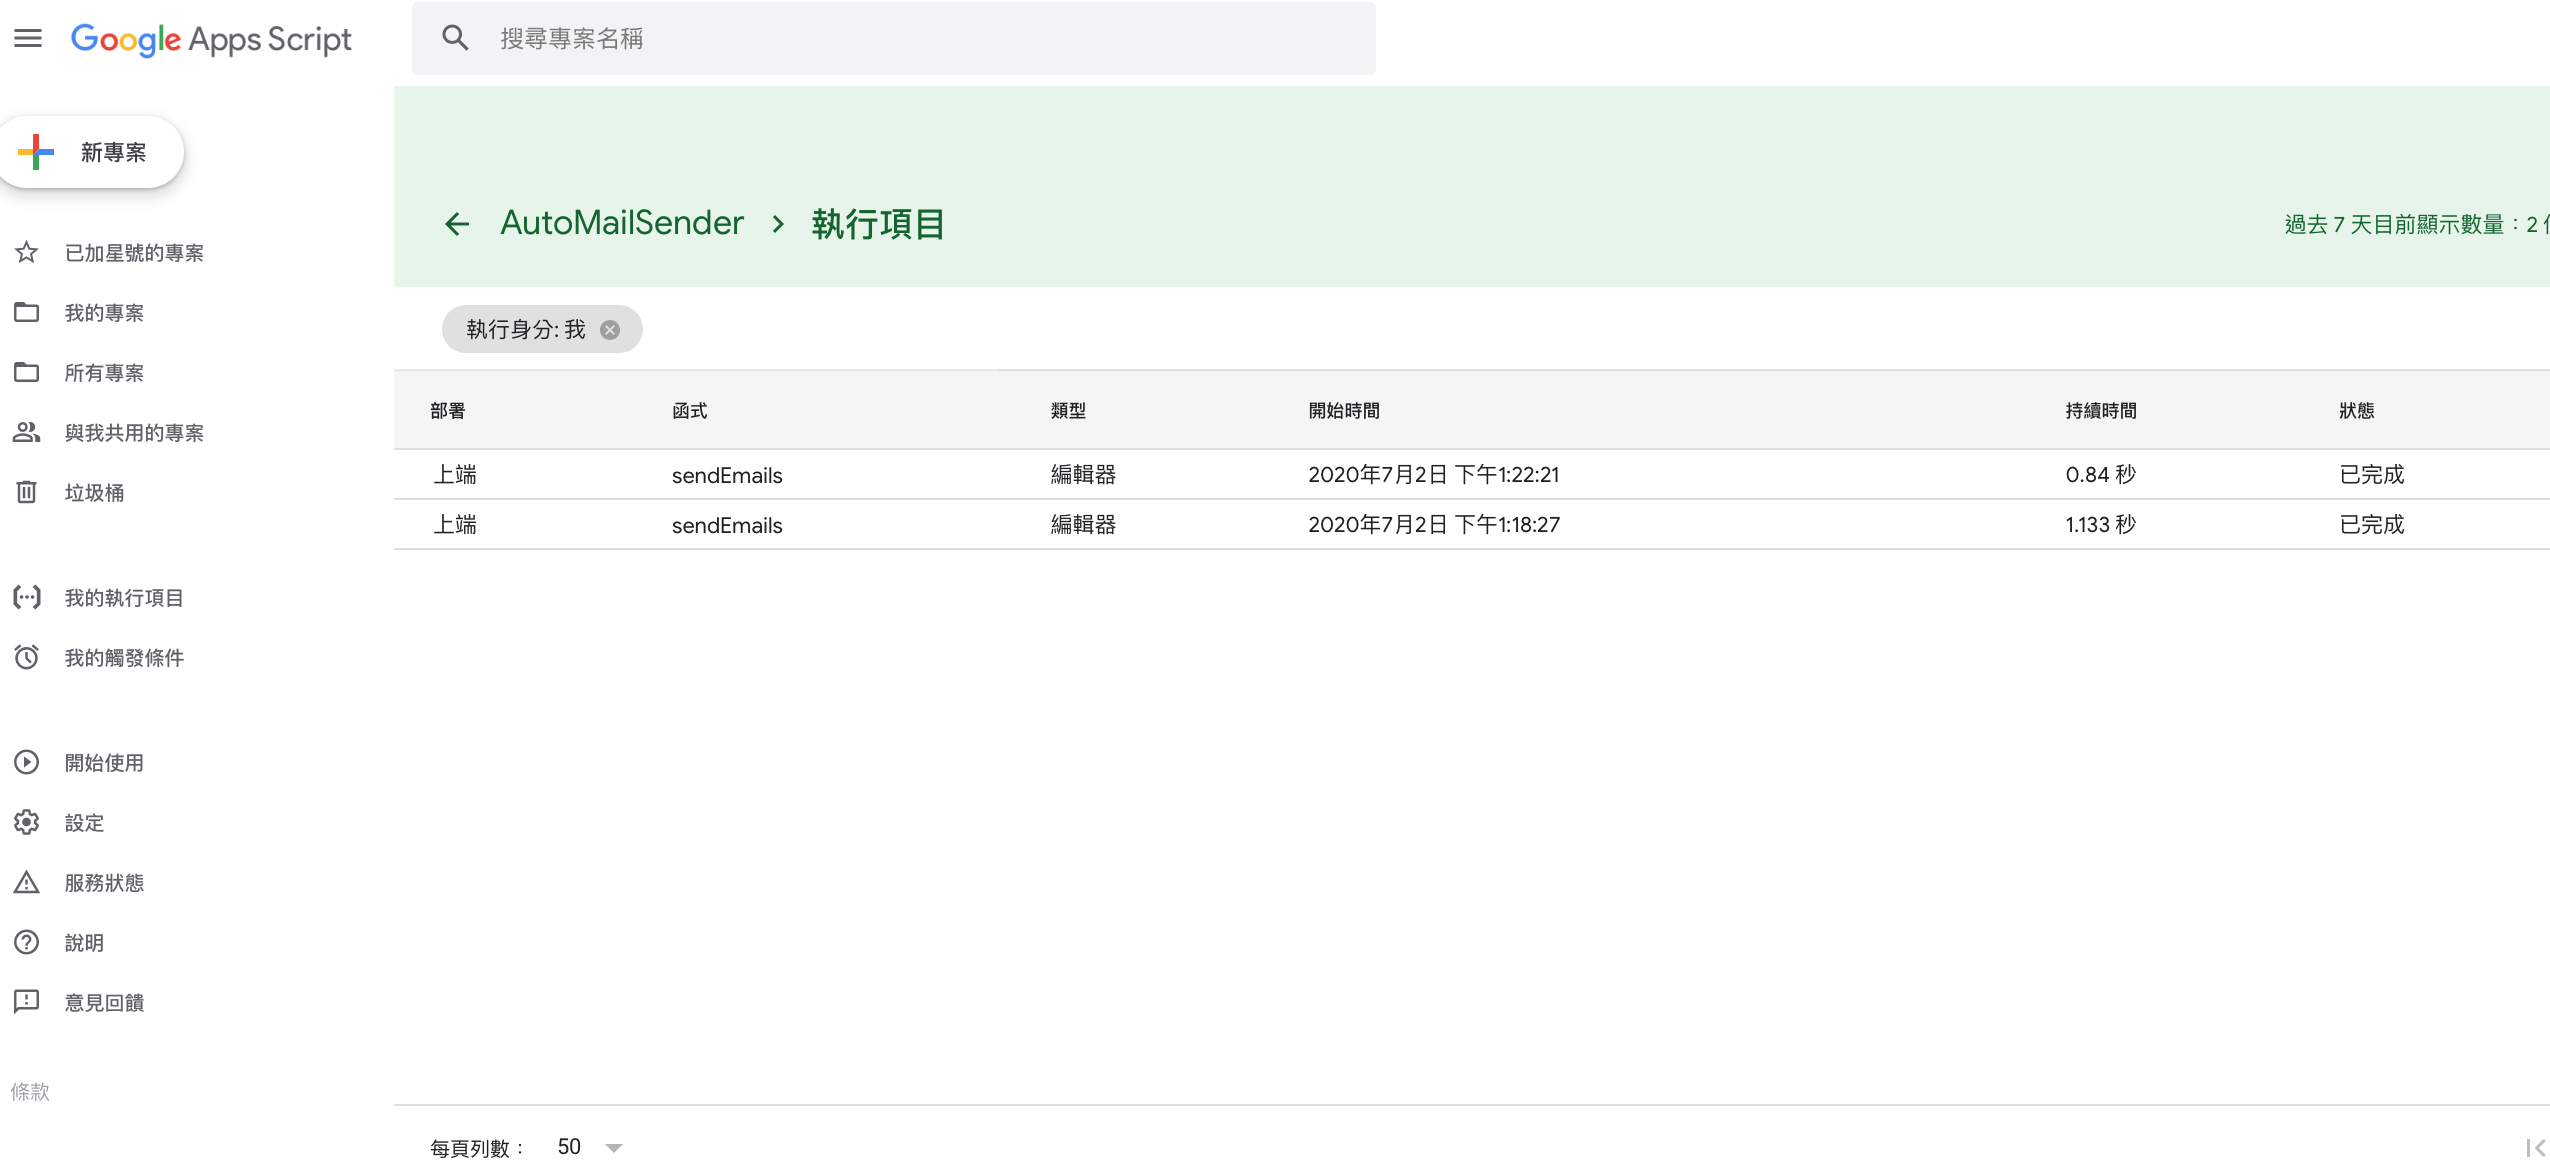 Google Apps Script
搜尋專案名稱
新專案
已加星號的專案
我的專案
所有專案
與我共用的專案
垃圾桶
我的執行項目
我的觸發條件
開始使用
設定
服務狀態
說明
意見回饋
條款
AutoMailSender > 執行項目
過去 7 天目前顯示數量：2
執行身分: 我
部署 函式 類型 開始時間 持續時間 狀態
上端 sendEmails 編輯器 2020年7月2日 下午1:22:21 0.84 秒 已完成
上端 sendEmails 編輯器 2020年7月2日 下午1:18:27 1.133 秒 已完成
每頁列數： 50